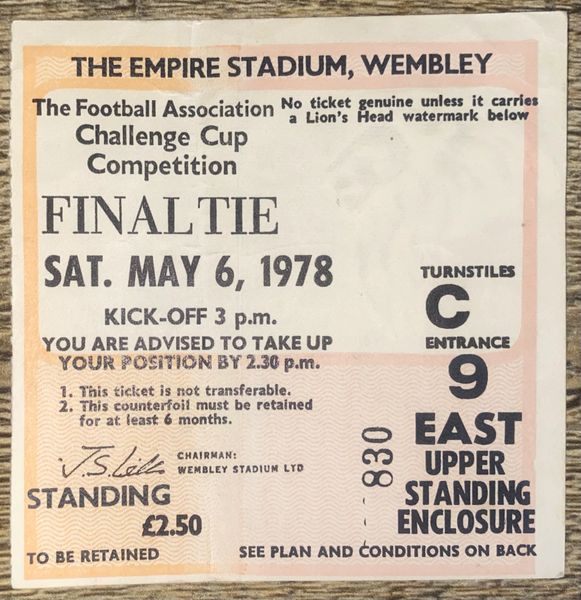 THE EMPIRE STADIUM, WEMBLEY
The Football Association
Challenge Cup
Competition
No ticket genuine unless it carries
a Lion's Head watermark below
FINAL TIE
SAT. MAY 6, 1978
KICK-OFF 3 p.m.
YOU ARE ADVISED TO TAKE UP
YOUR POSITION BY 2.30 p.m.
TURNSTILES
C
ENTRANCE
9
EAST
UPPER
STANDING
ENCLOSURE
1. This ticket is not transferable.
2. This counterfoil must be retained
for at least 6 months.
830
CHAIRMAN:
WEMBLEY STADIUM LTD
STANDING
£2.50
TO BE RETAINED
SEE PLAN AND CONDITIONS ON BACK